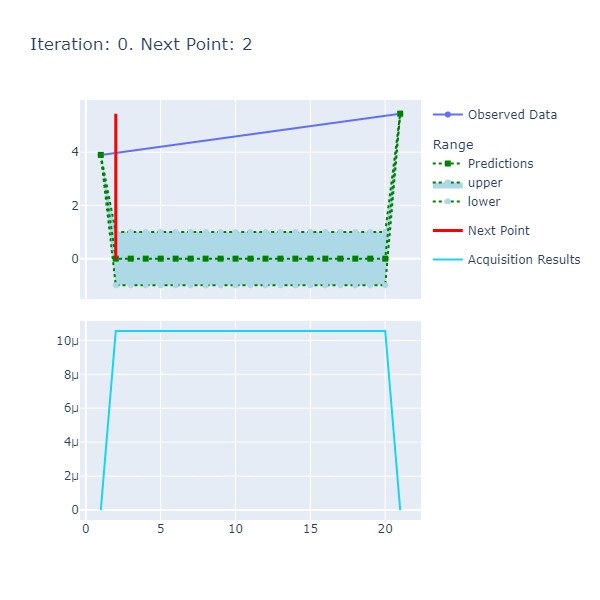 Iteration: 0. Next Point: 2
Observed Data
Range
Predictions
upper
lower
Next Point
Acquisition Results
4
2
0
10μ
8μ
6μ
4μ
2μ
0
0 5 10 15 20